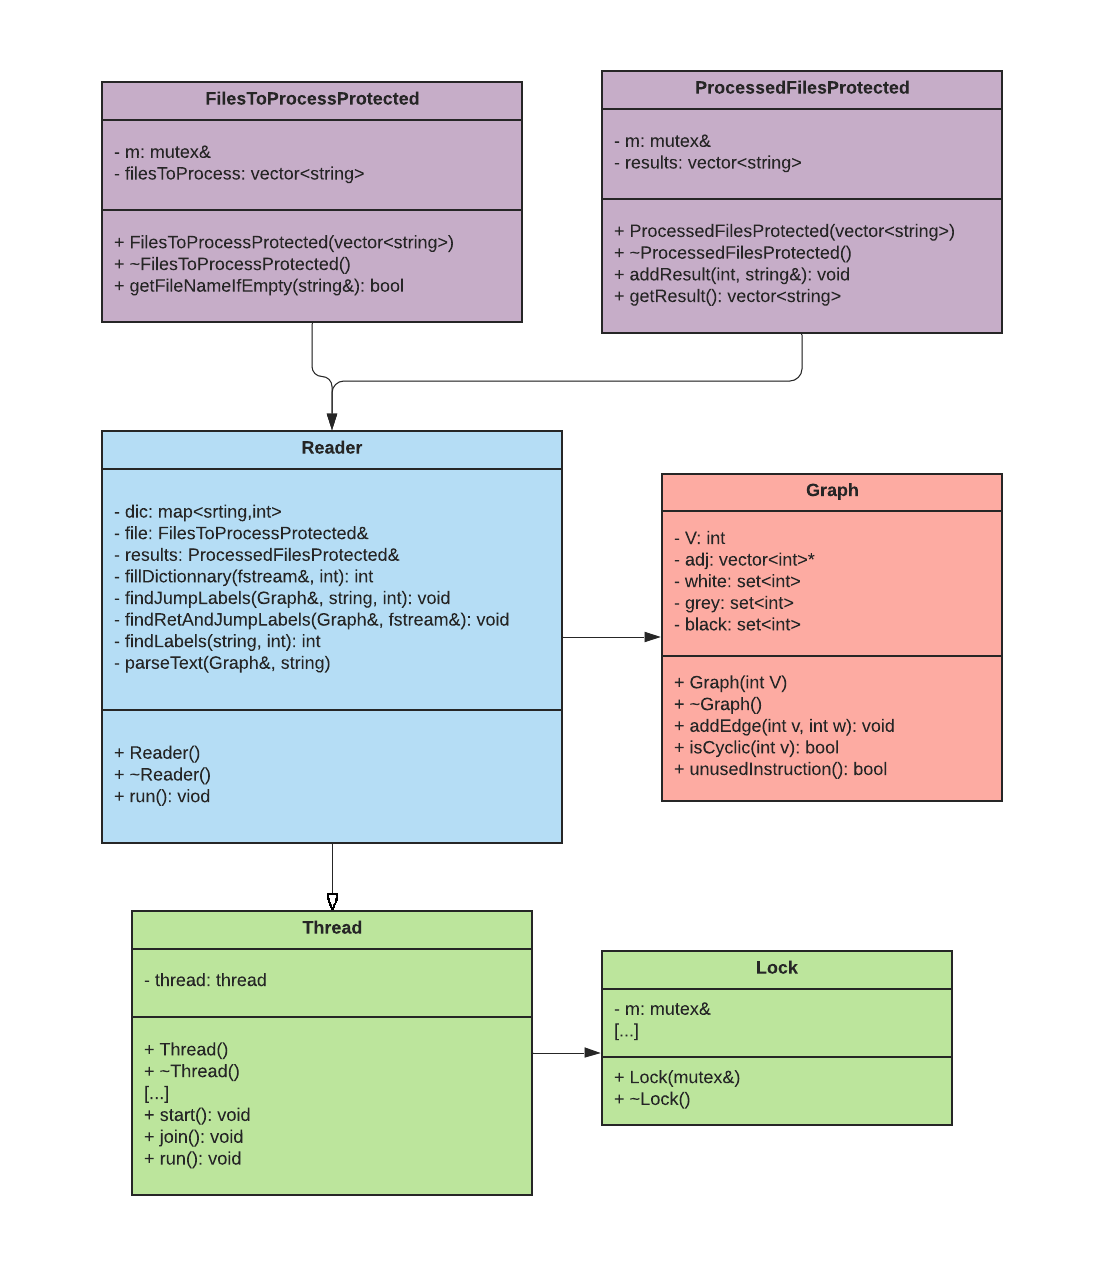 FilesToProcessProtected
- m: mutex&
- filesToProcess: vector<string>
+ FilesToProcessProtected(vector<string>)
+ ~FilesToProcessProtected()
+ getFileNameIfEmpty(string&): bool
ProcessedFilesProtected
- m: mutex&
- results: vector<string>
+ ProcessedFilesProtected(vector<string>)
+ ~ProcessedFilesProtected()
+ addResult(int, string&): void
+ getResult(): vector<string>
Reader
- dic: map<srting,int>
- file: FilesToProcessProtected&
- results: ProcessedFilesProtected&
- fillDictionnary(fstream&, int): int
- findJumpLabels(Graph&, string, int): void
- findRetAndJumpLabels(Graph&, fstream&): void
- findLabels(string, int): int
- parseText(Graph&, string)
+ Reader()
+ ~Reader()
+ run(): viod
Graph
- V: int
- adj: vector<int>*
- white: set<int>
- grey: set<int>
- black: set<int>
+ Graph(int V)
+ ~Graph()
+ addEdge(int v, int w): void
+ isCyclic(int v): bool
+ unusedInstruction(): bool
Thread
- thread: thread
+ Thread()
+ ~Thread()
[...]
+ start(): void
+ join(): void
+ run(): void
Lock
- m: mutex&
[...]
+ Lock(mutex&)
+ ~Lock()